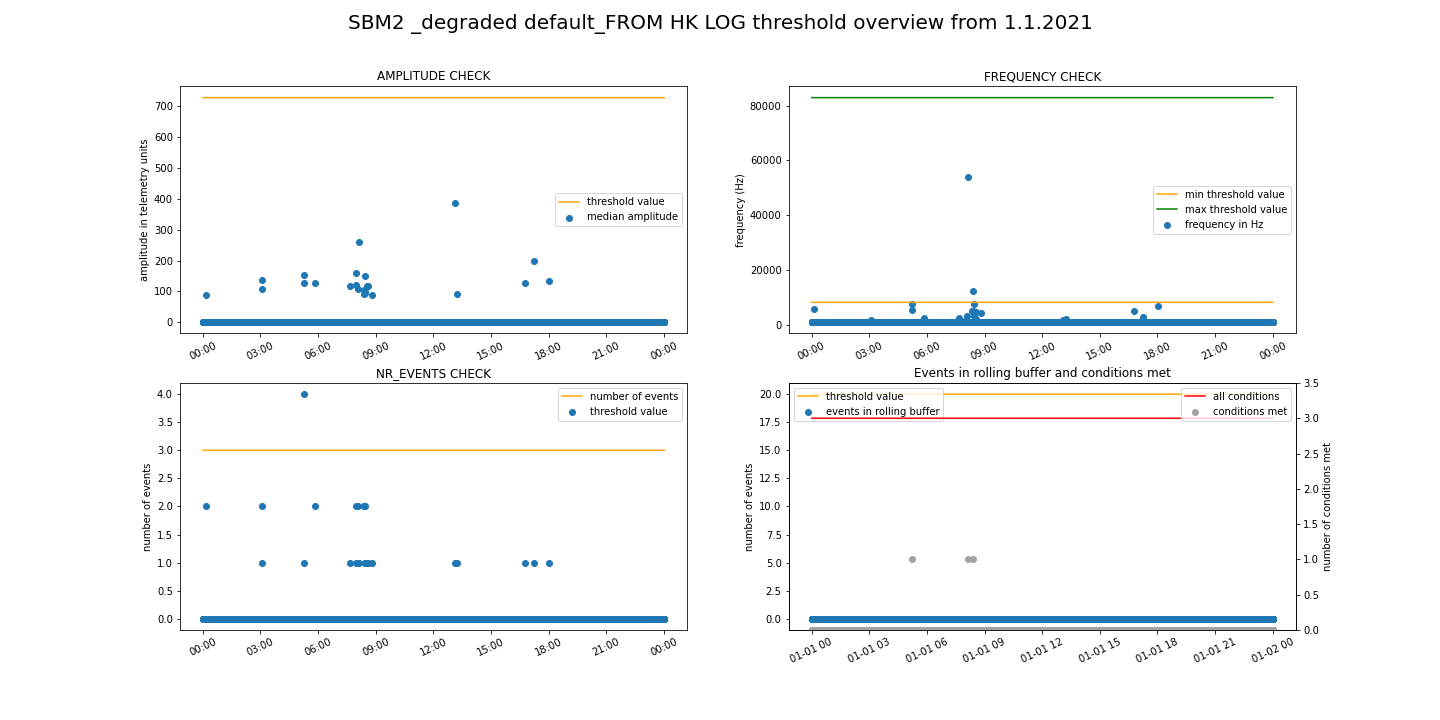 SBM2 _degraded default_FROM HK LOG threshold overview from 1.1.2021
AMPLITUDE CHECK
amplitude in telemetry units
700
600
500
400
300
200
100
0
threshold value
median amplitude
00:00 03:00 06:00 09:00 12:00 15:00 18:00 21:00 00:00
FREQUENCY CHECK
frequency (Hz)
80000
60000
40000
20000
0
min threshold value
max threshold value
frequency in Hz
00:00 03:00 06:00 09:00 12:00 15:00 18:00 21:00 00:00
NR_EVENTS CHECK
number of events
4.0
3.5
3.0
2.5
2.0
1.5
1.0
0.5
0.0
number of events
threshold value
00:00 03:00 06:00 09:00 12:00 15:00 18:00 21:00 00:00
Events in rolling buffer and conditions met
number of events
20.0
17.5
15.0
12.5
10.0
7.5
5.0
2.5
0.0
threshold value
events in rolling buffer
all conditions
conditions met
3.5
3.0
2.5
2.0
1.5
1.0
0.5
0.0
number of conditions met
01-01 00 01-01 03 01-01 06 01-01 09 01-01 12 01-01 15 01-01 18 01-01 21 01-02 00